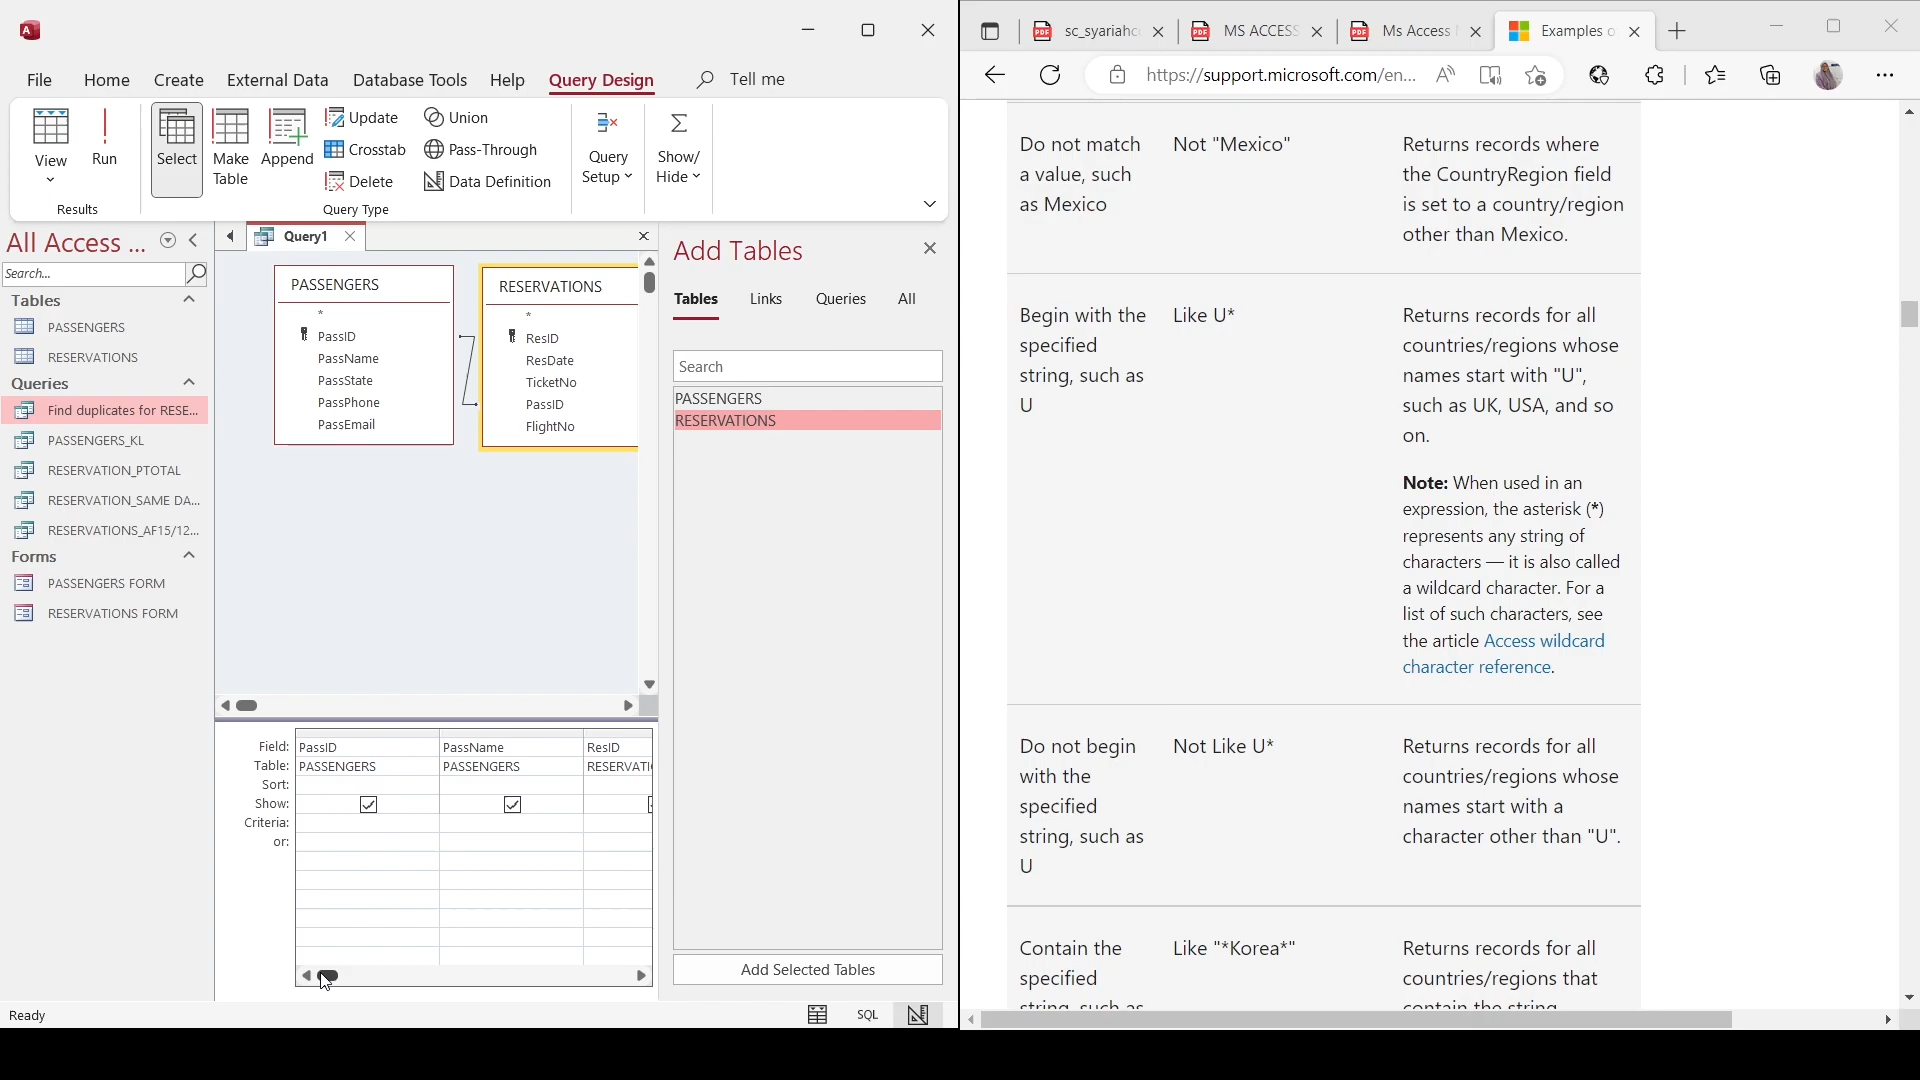 File
Home
Create
External Data
Database Tools
Help
Query Design
Tell me
View
Run
Select
Make
Table
Append
Update
Crosstab
Delete
Union
Pass-Through
Data Definition
Query
Setup
Show/
Hide
Results
Query Type
All Access ...
Search...
Tables
PASSENGERS
RESERVATIONS
Queries
Find duplicates for RESE...
PASSENGERS_KL
RESERVATION_PTOTAL
RESERVATION_SAME DA...
RESERVATIONS_AF15/12...
Forms
PASSENGERS FORM
RESERVATIONS FORM
Query1
PASSENGERS
*
PassID
PassName
PassState
PassPhone
PassEmail
RESERVATIONS
*
ResID
ResDate
TicketNo
PassID
FlightNo
Field:
Table:
Sort:
Show:
Criteria:
or:
PassID
PassName
ResID
PASSENGERS
PASSENGERS
RESERVATI
Add Tables
Tables
Links
Queries
All
Search
PASSENGERS
RESERVATIONS
Add Selected Tables
Ready
SQL
sc_syariahc
MS ACCESS
Ms Access
Examples o
https://support.microsoft.com/en...
Do not match
a value, such
as Mexico
Not "Mexico"
Returns records where
the CountryRegion field
is set to a country/region
other than Mexico.
Begin with the
specified
string, such as
U
Like U*
Returns records for all
countries/regions whose
names start with "U",
such as UK, USA, and so
on.
Note: When used in an
expression, the asterisk (*)
represents any string of
characters — it is also called
a wildcard character. For a
list of such characters, see
the article Access wildcard
character reference.
Do not begin
with the
specified
string, such as
U
Not Like U*
Returns records for all
countries/regions whose
names start with a
character other than "U".
Contain the
specified
string, such as
Like "*Korea*"
Returns records for all
countries/regions that
contain the string